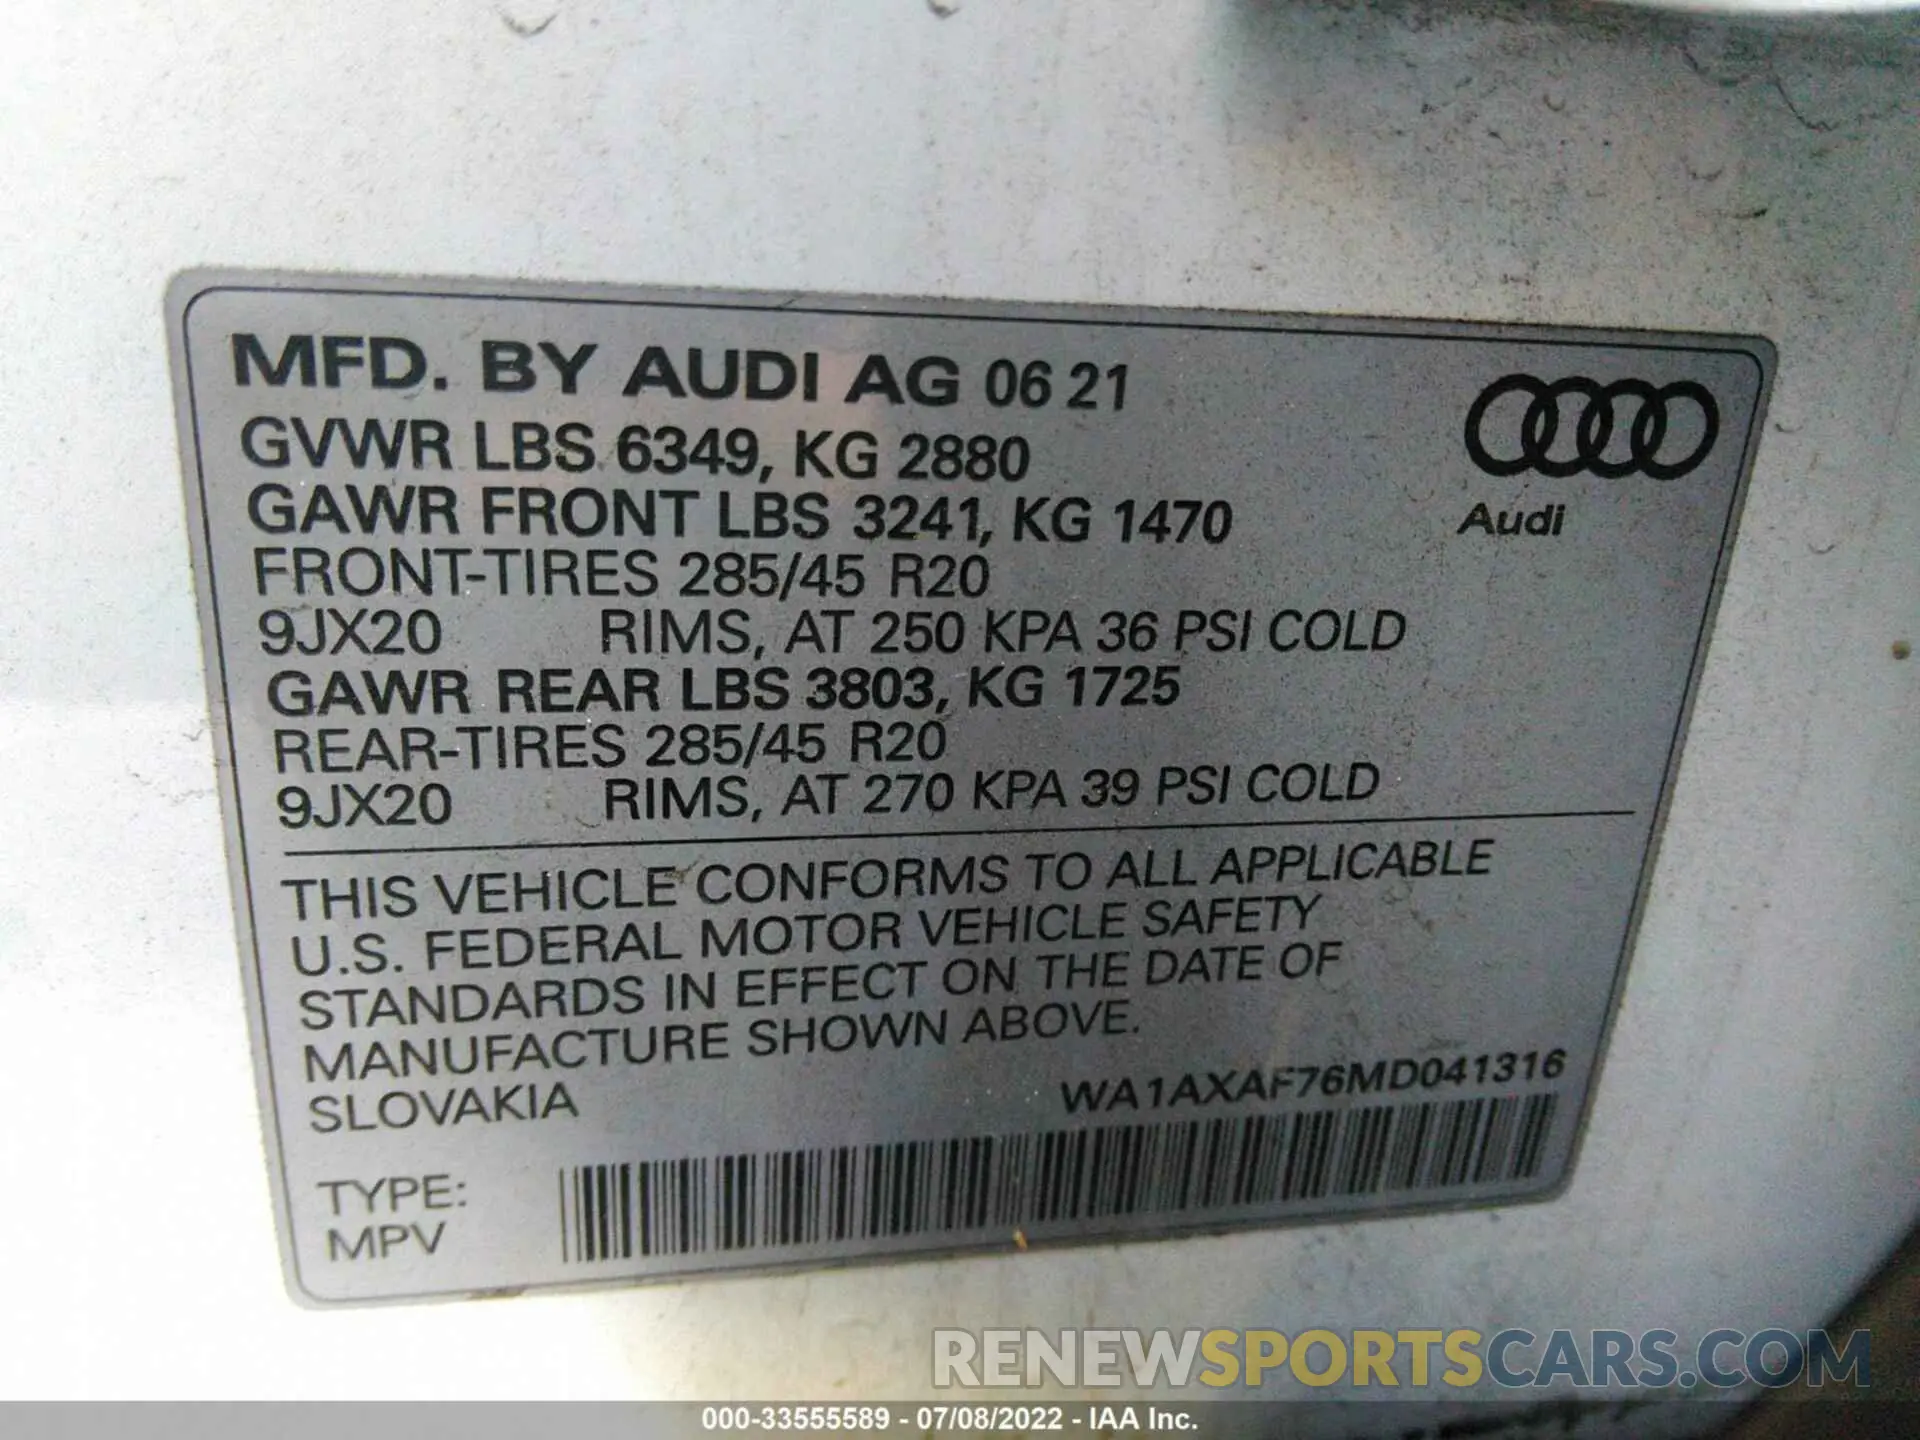 MFD. BY AUDI AG 06 21
GVWR LBS 6349, KG 2880
GAWR FRONT LBS 3241, KG 1470
FRONT-TIRES 285/45 R20
9JX20 RIMS, AT 250 KPA 36 PSI COLD
GAWR REAR LBS 3803, KG 1725
REAR-TIRES 285/45 R20
9JX20 RIMS, AT 270 KPA 39 PSI COLD
Audi
THIS VEHICLE CONFORMS TO ALL APPLICABLE
U.S. FEDERAL MOTOR VEHICLE SAFETY
STANDARDS IN EFFECT ON THE DATE OF
MANUFACTURE SHOWN ABOVE.
SLOVAKIA WA1AXAF76MD041316
TYPE:
MPV
RENEWSPORTSCARS.COM
000-33555589 - 07/08/2022 - IAA Inc.